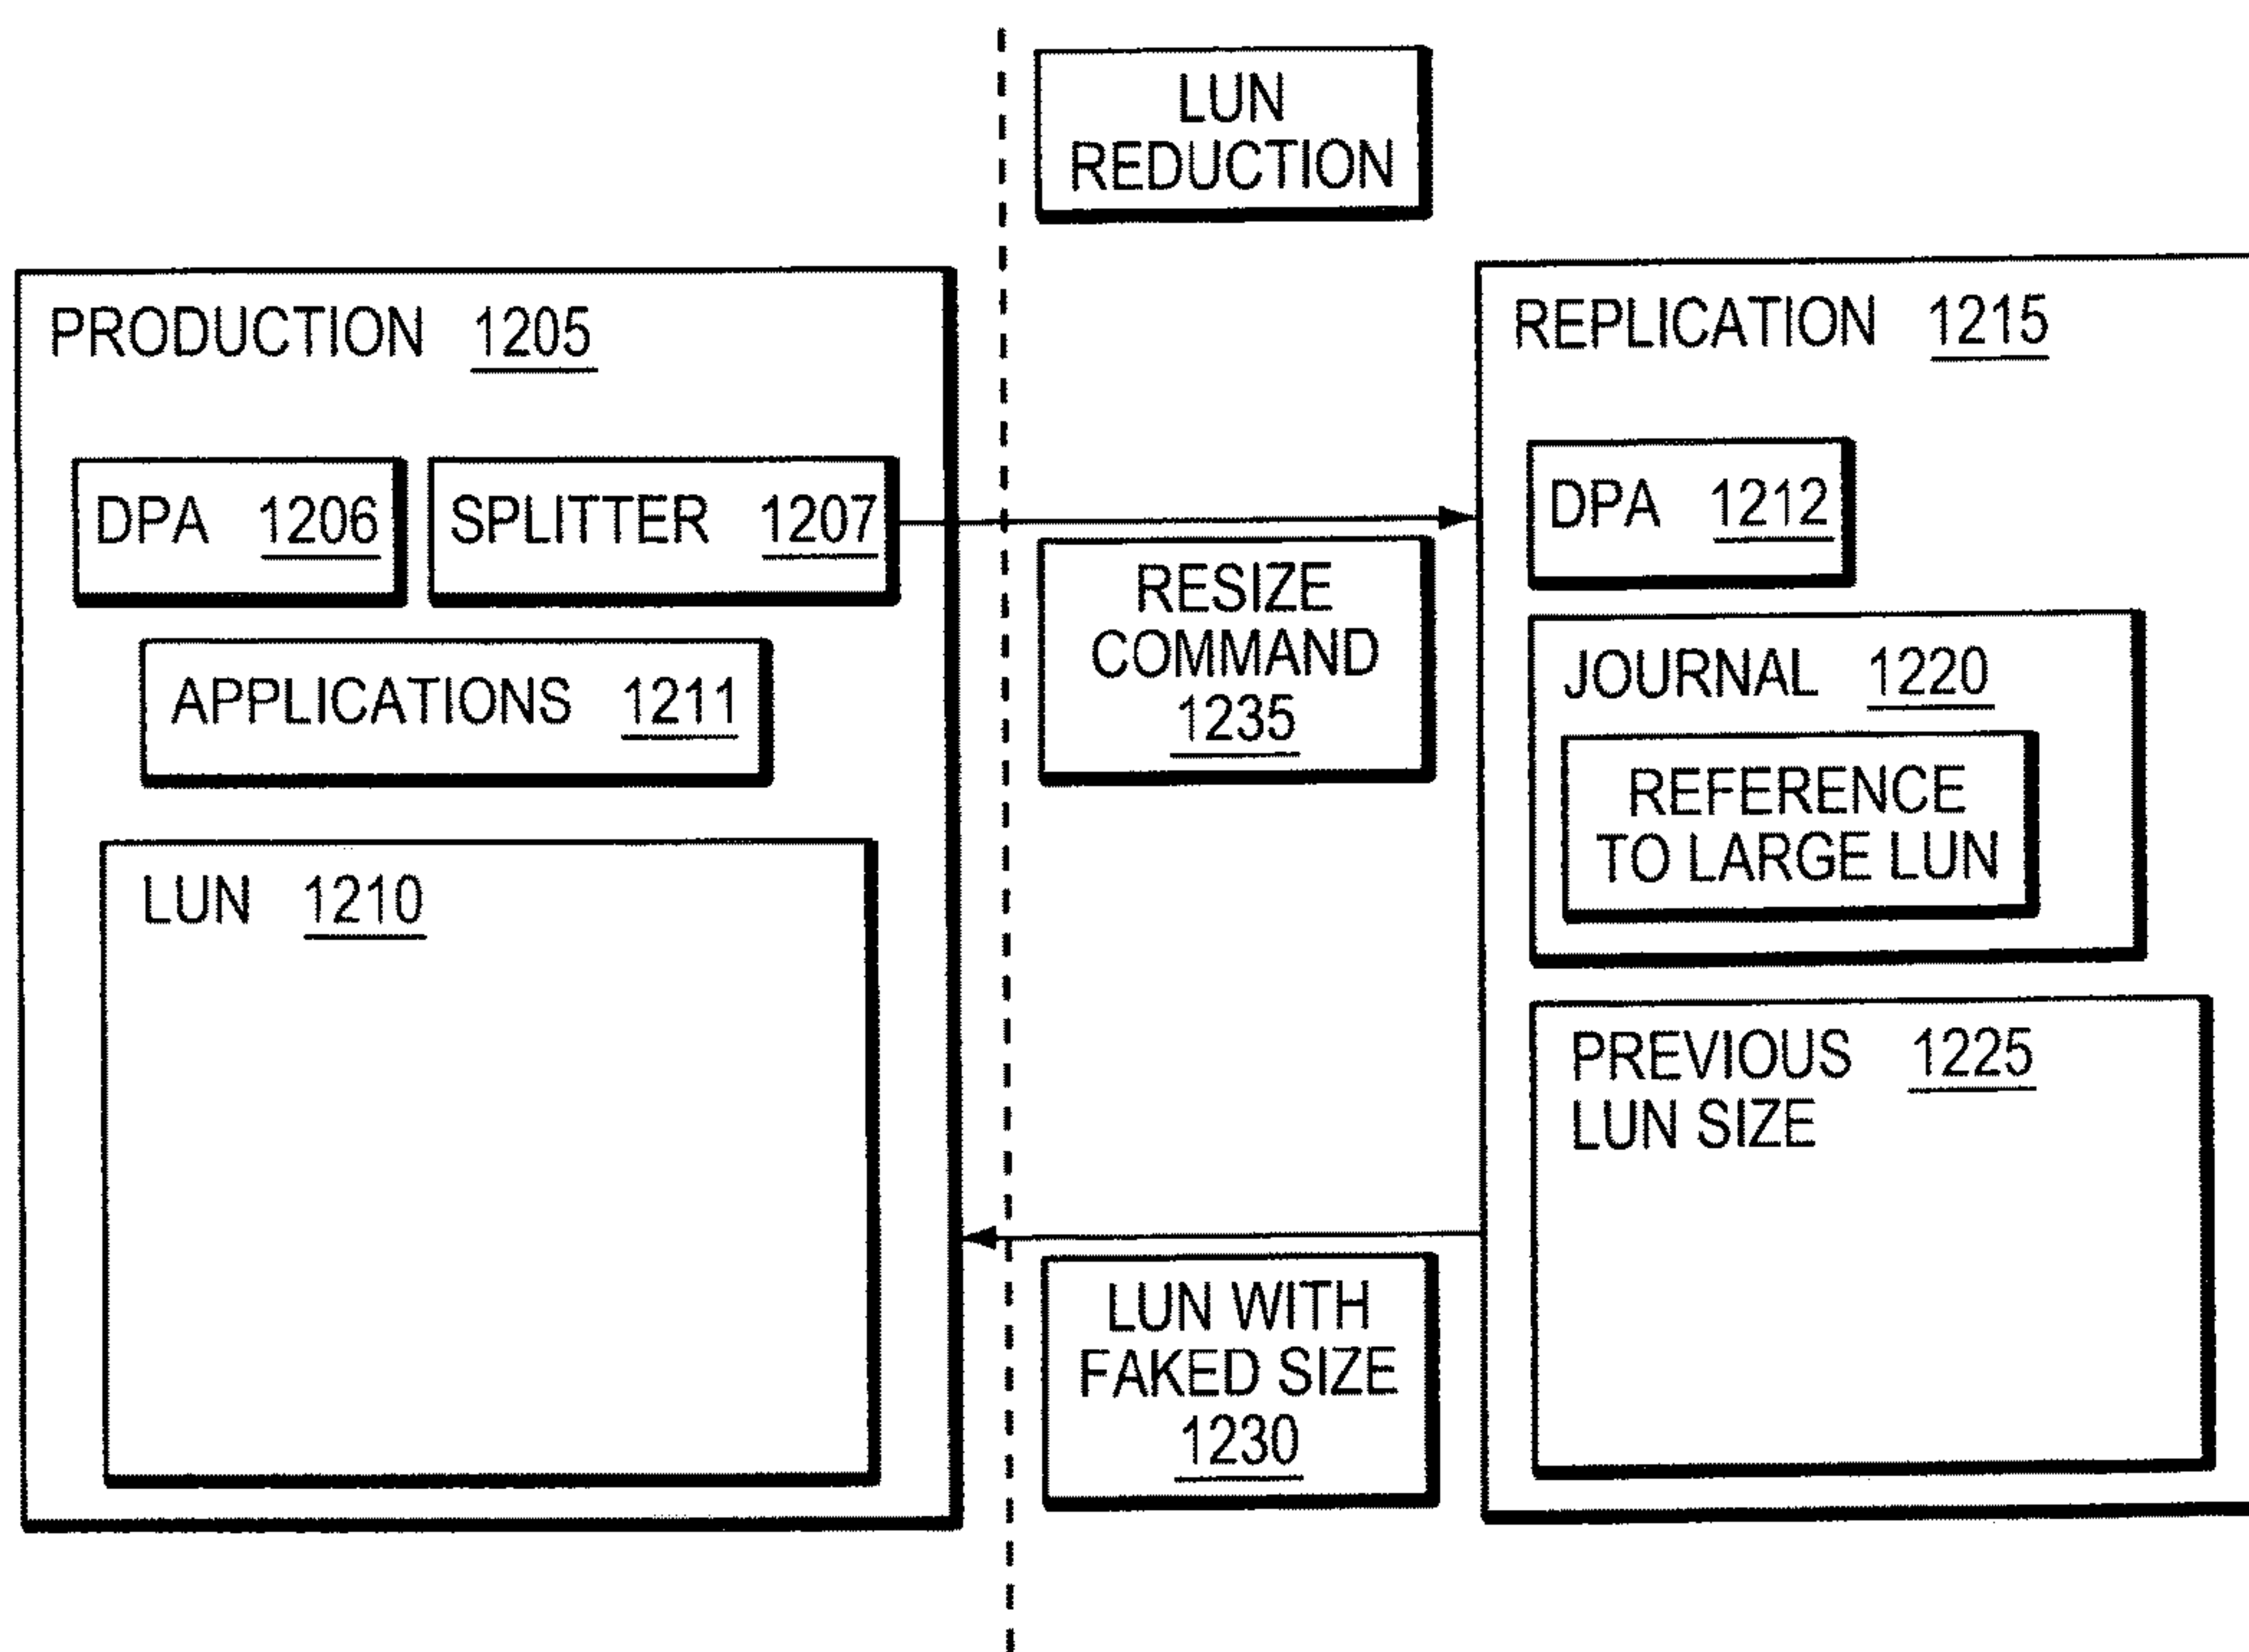 LUN
REDUCTION
PRODUCTION 1205
DPA 1206
SPLITTER 1207
APPLICATIONS 1211
LUN 1210
RESIZE
COMMAND
1235
LUN WITH
FAKED SIZE
1230
REPLICATION 1215
DPA 1212
JOURNAL 1220
REFERENCE
TO LARGE LUN
PREVIOUS 1225
LUN SIZE